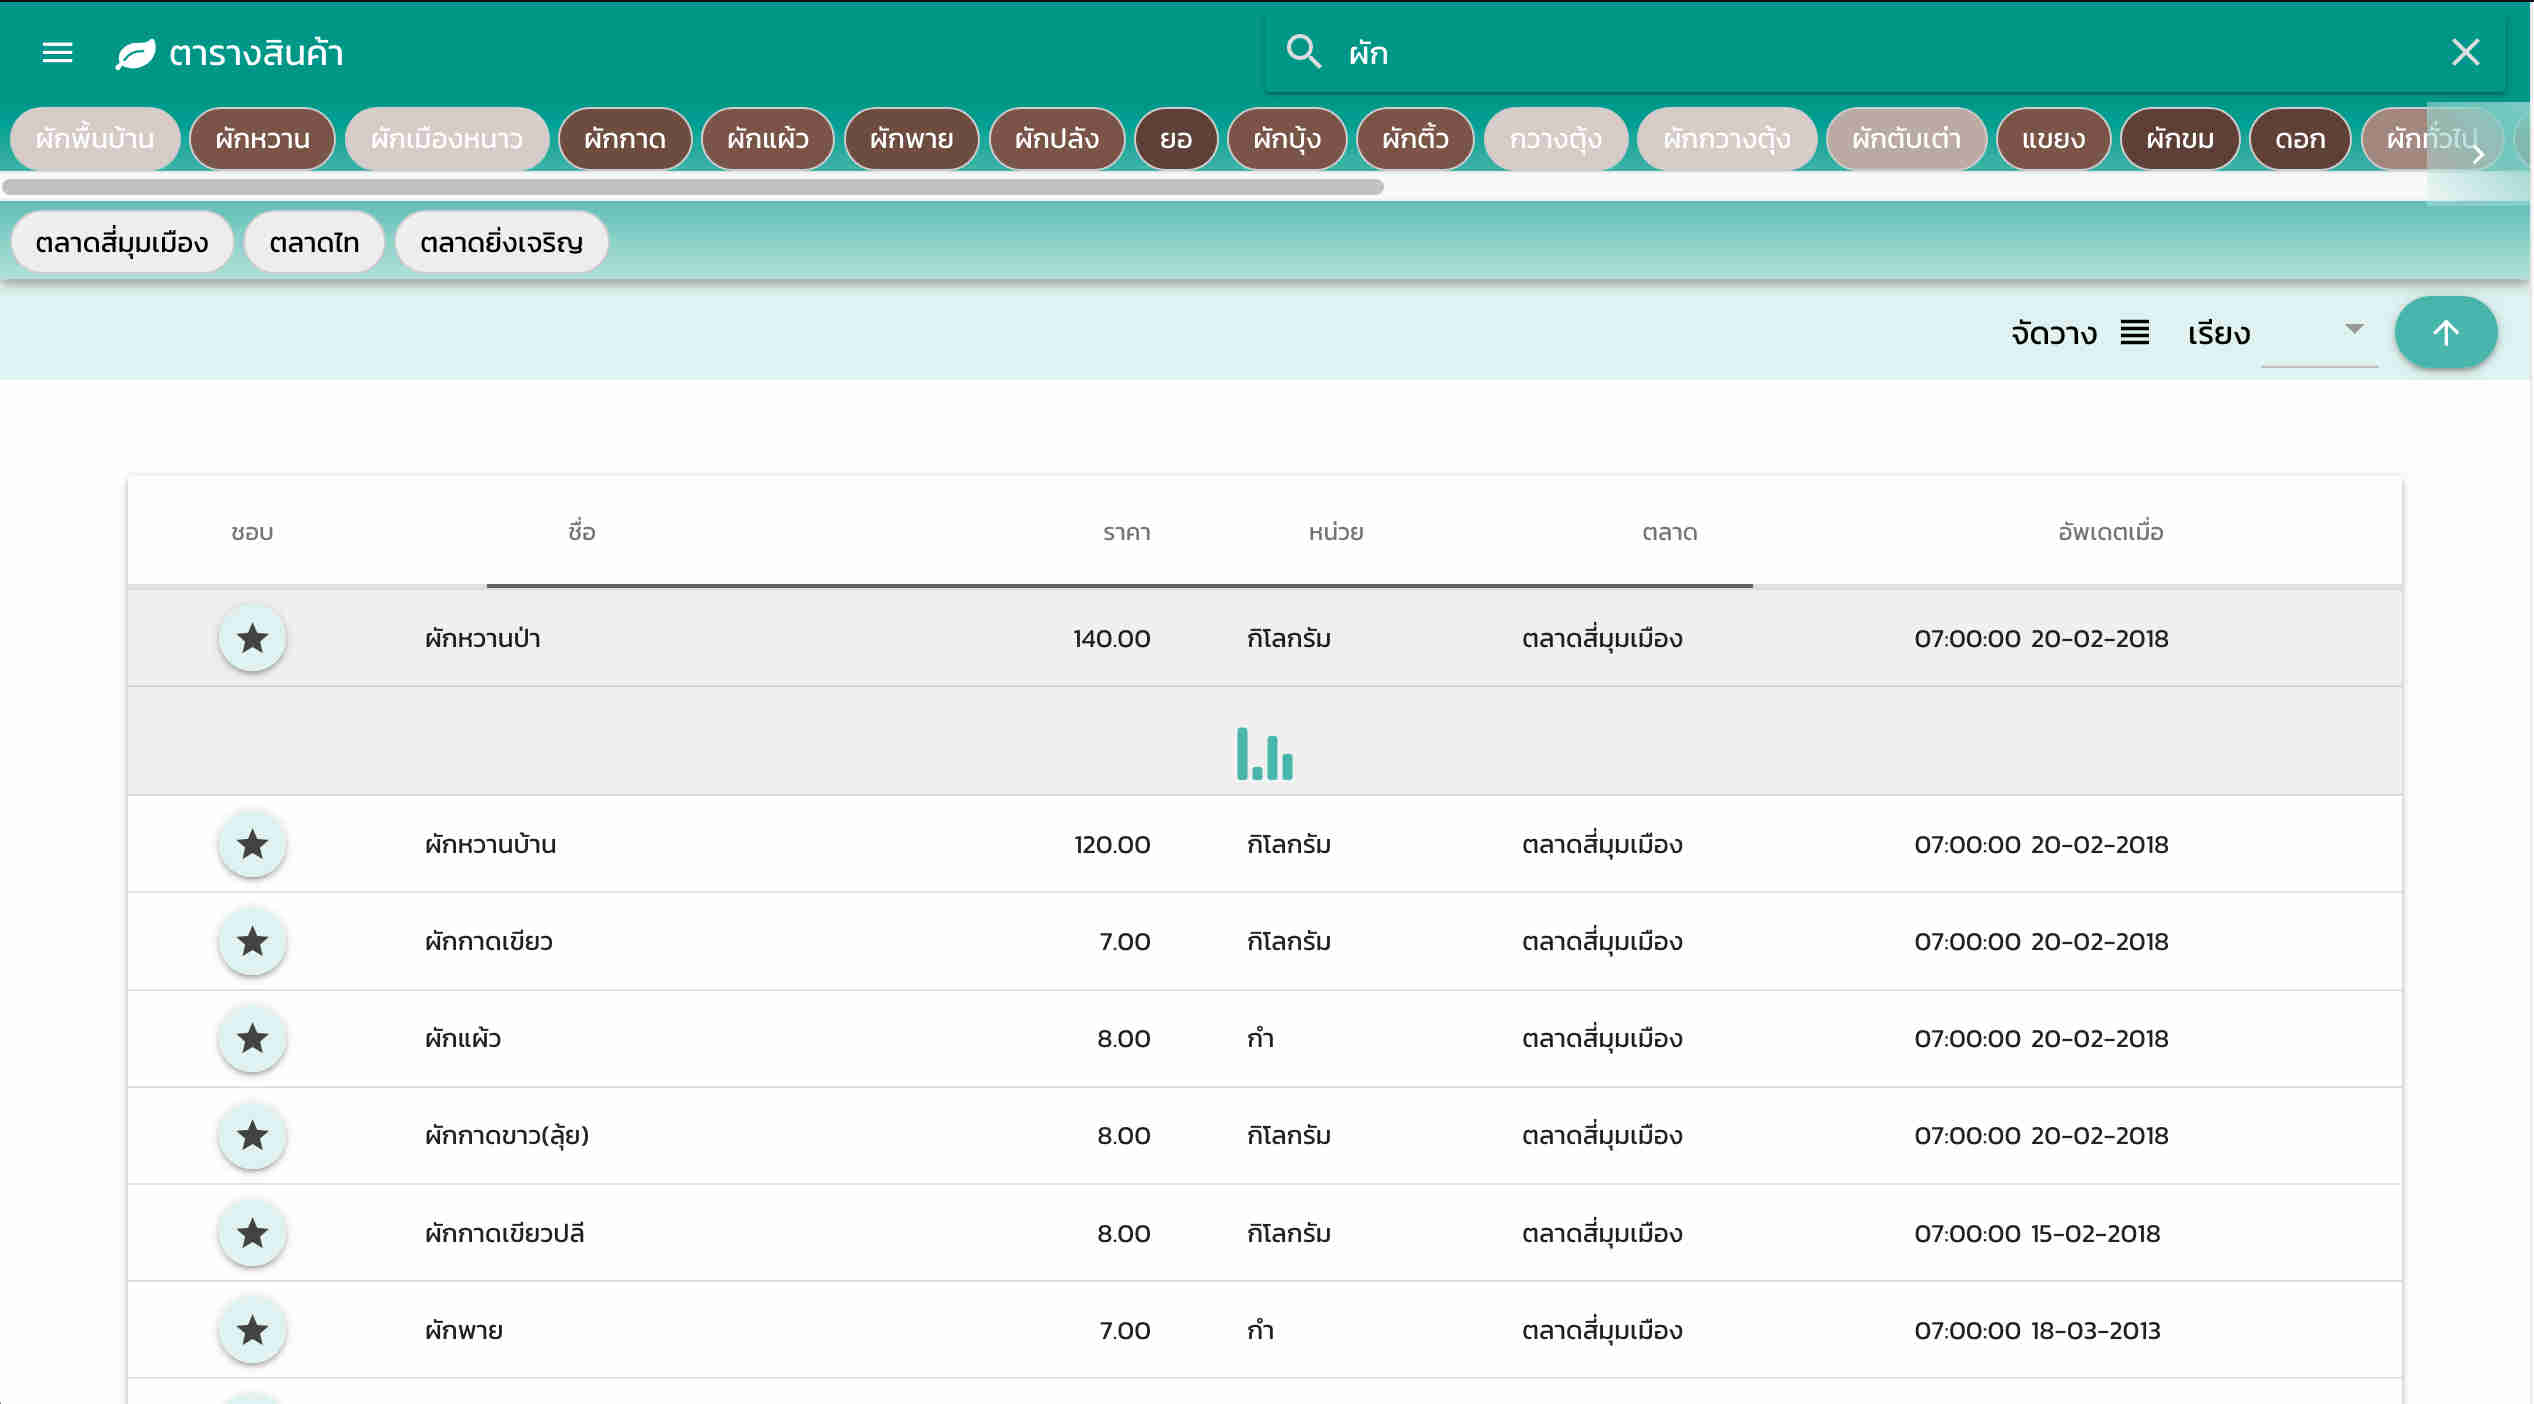 ตารางสินค้า ผัก
ผักพื้นบ้าน ผักหวาน ผักเมืองหนาว ผักกาด ผักแผ้ว ผักพาย ผักปลัง ยอ ผักบุ้ง ผักติ้ว กวางตุ้ง ผักกวางตุ้ง ผักตับเต่า แขยง ผักขม ดอก ผักทั่วไป
ตลาดสี่มุมเมือง ตลาดไท ตลาดยิ่งเจริญ
จัดวาง เรียง
ชอบ ชื่อ ราคา หน่วย ตลาด อัพเดตเมื่อ
ผักหวานป่า 140.00 กิโลกรัม ตลาดสี่มุมเมือง 07:00:00 20-02-2018
ผักหวานบ้าน 120.00 กิโลกรัม ตลาดสี่มุมเมือง 07:00:00 20-02-2018
ผักกาดเขียว 7.00 กิโลกรัม ตลาดสี่มุมเมือง 07:00:00 20-02-2018
ผักแผ้ว 8.00 กำ ตลาดสี่มุมเมือง 07:00:00 20-02-2018
ผักกาดขาว(ลุ้ย) 8.00 กิโลกรัม ตลาดสี่มุมเมือง 07:00:00 20-02-2018
ผักกาดเขียวปลี 8.00 กิโลกรัม ตลาดสี่มุมเมือง 07:00:00 15-02-2018
ผักพาย 7.00 กำ ตลาดสี่มุมเมือง 07:00:00 18-03-2013